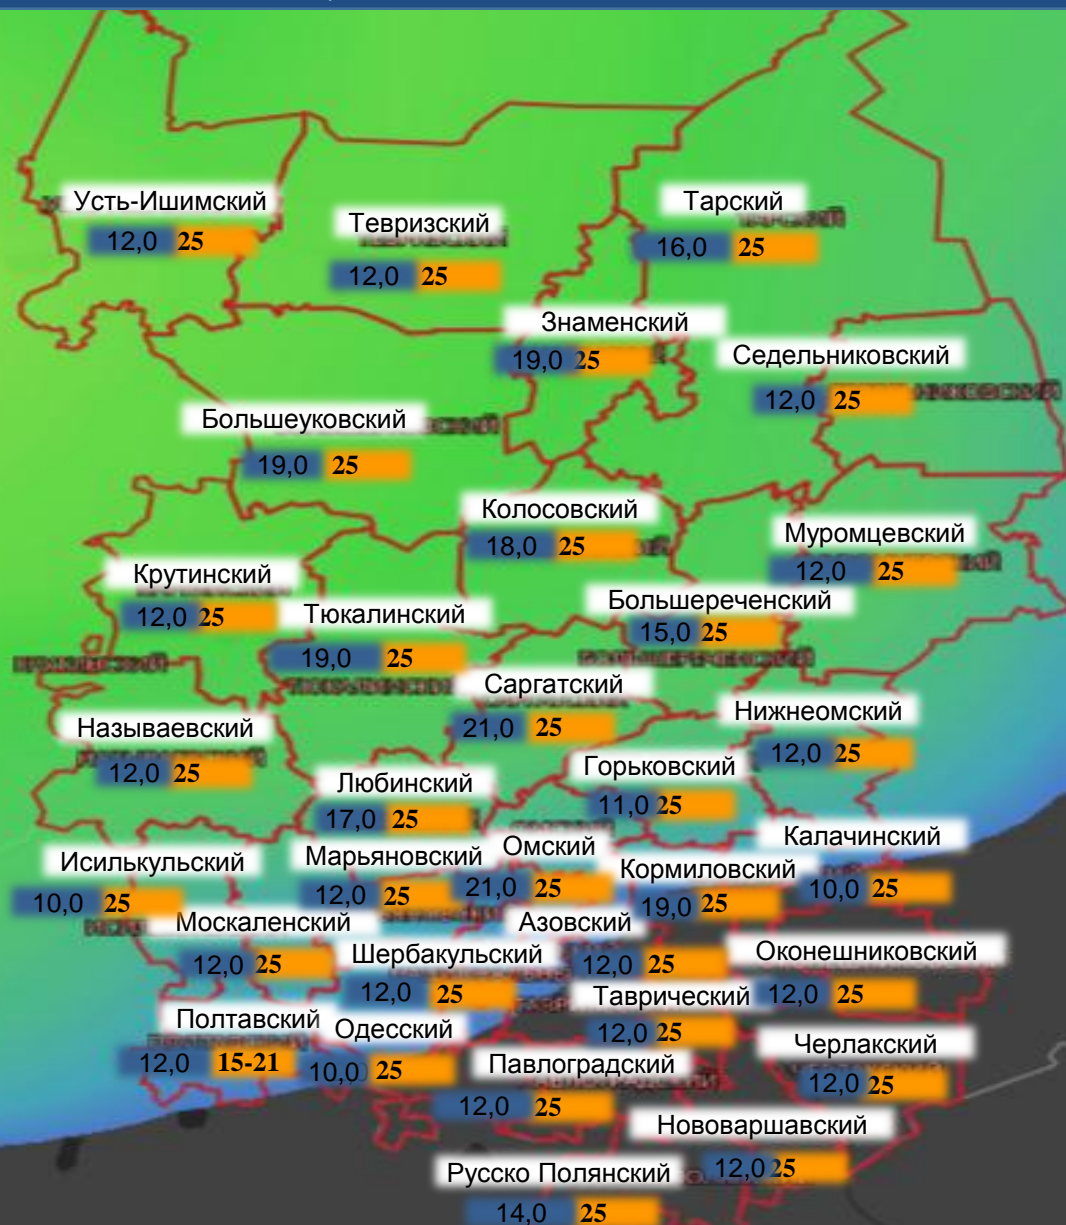 Усть-Ишимский
12,0 25
Тевризский
12,0 25
Тарский
16,0 25
Знаменский
19,0 25
Седельниковский
12,0 25
Большеуковский
19,0 25
Колосовский
18,0 25
Муромцевский
12,0 25
Крутинский
12,0 25
Тюкалинский
19,0 25
Большереченский
15,0 25
БОЛЬШЕРЕЧЕНСКИЙ
Саргатский
21,0 25
Называевский
12,0 25
Нижнеомский
12,0 25
Любинский
17,0 25
Горьковский
11,0 25
Калачинский
10,0 25
Исилькульский
10,0 25
Марьяновский
12,0 25
Омский
21,0 25
Кормиловский
19,0 25
Москаленский
12,0 25
Азовский
12,0 25
Шербакульский
12,0 25
Оконешниковский
12,0 25
Таврический
12,0 25
Полтавский
12,0 15-21
Одесский
10,0 25
Павлоградский
12,0 25
Черлакский
12,0 25
Нововаршавский
12,0 25
Русско Полянский
14,0 25